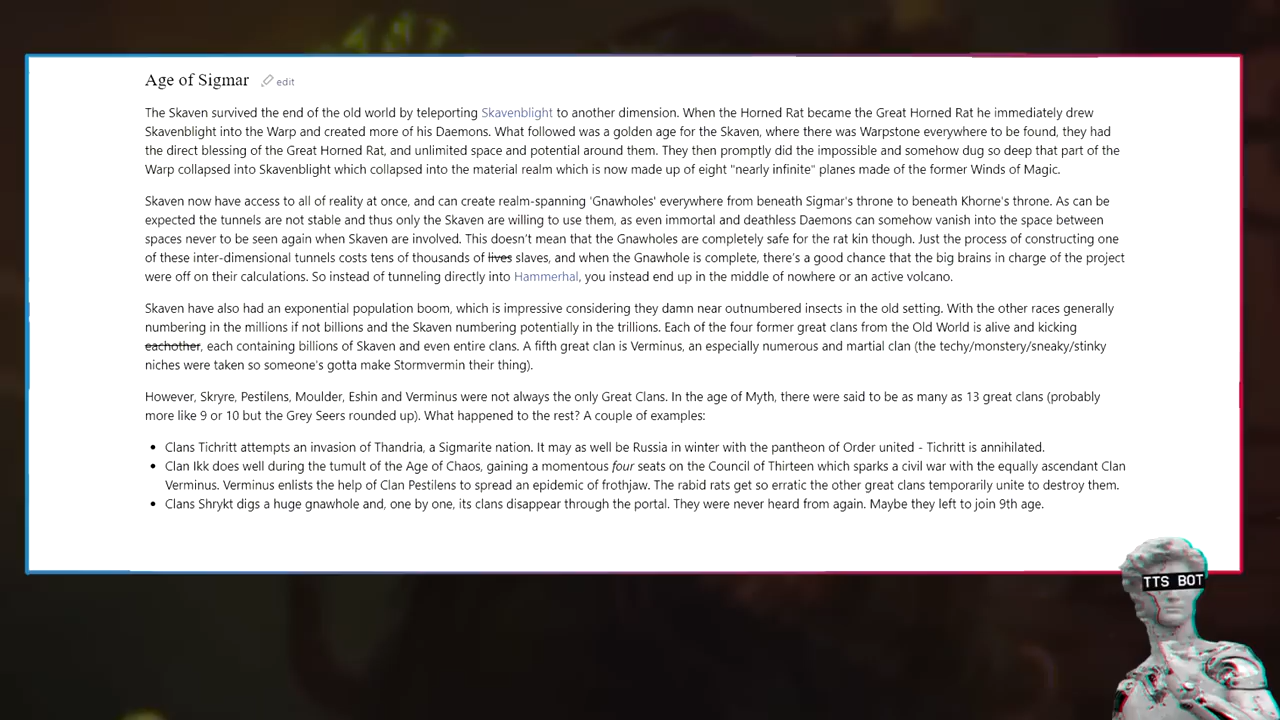 Age of Sigmar edit
The Skaven survived the end of the old world by teleporting Skavenblight to another dimension. When the Horned Rat became the Great Horned Rat he immediately drew
Skavenblight into the Warp and created more of his Daemons. What followed was a golden age for the Skaven, where there was Warpstone everywhere to be found, they had
the direct blessing of the Great Horned Rat, and unlimited space and potential around them. They then promptly did the impossible and somehow dug so deep that part of the
Warp collapsed into Skavenblight which collapsed into the material realm which is now made up of eight "nearly infinite" planes made of the former Winds of Magic.
Skaven now have access to all of reality at once, and can create realm-spanning 'Gnawholes' everywhere from beneath Sigmar's throne to beneath Khorne's throne. As can be
expected the tunnels are not stable and thus only the Skaven are willing to use them, as even immortal and deathless Daemons can somehow vanish into the space between
spaces never to be seen again when Skaven are involved. This doesn't mean that the Gnawholes are completely safe for the rat kin though. Just the process of constructing one
of these inter-dimensional tunnels costs tens of thousands of lives slaves, and when the Gnawhole is complete, there's a good chance that the big brains in charge of the project
were off on their calculations. So instead of tunneling directly into Hammerhal, you instead end up in the middle of nowhere or an active volcano.
Skaven have also had an exponential population boom, which is impressive considering they damn near outnumbered insects in the old setting. With the other races generally
numbering in the millions if not billions and the Skaven numbering potentially in the trillions. Each of the four former great clans from the Old World is alive and kicking
eachother, each containing billions of Skaven and even entire clans. A fifth great clan is Verminus, an especially numerous and martial clan (the techy/monstery/sneaky/stinky
niches were taken so someone's gotta make Stormvermin their thing).
However, Skryre, Pestilens, Moulder, Eshin and Verminus were not always the only Great Clans. In the age of Myth, there were said to be as many as 13 great clans (probably
more like 9 or 10 but the Grey Seers rounded up). What happened to the rest? A couple of examples:
• Clans Tichritt attempts an invasion of Thandria, a Sigmarite nation. It may as well be Russia in winter with the pantheon of Order united - Tichritt is annihilated.
• Clan Ikk does well during the tumult of the Age of Chaos, gaining a momentous four seats on the Council of Thirteen which sparks a civil war with the equally ascendant Clan
Verminus. Verminus enlists the help of Clan Pestilens to spread an epidemic of frothjaw. The rabid rats get so erratic the other great clans temporarily unite to destroy them.
• Clans Shrykt digs a huge gnawhole and, one by one, its clans disappear through the portal. They were never heard from again. Maybe they left to join 9th age.
TTS BOT